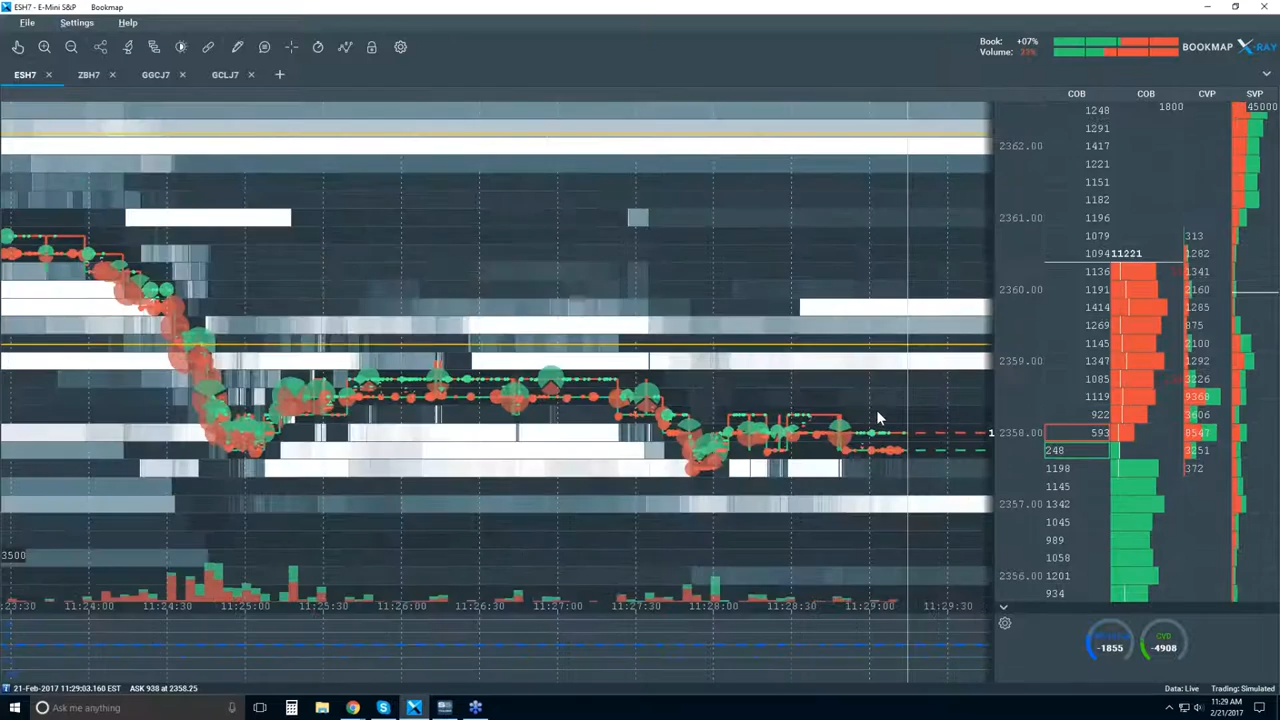 ESH7 - E-Mini S&P Bookmap
File Settings Help
Book: +07%
Volume: 39%
BOOKMAP X-RAY
ESH7 ZBH7 GGCJ7 GCLJ7
COB COB CVP SVP
1248 1800 45000
1291
2362.00 1417
1221
1151
1182
2361.00 1196
1079 313
1094 11221 1282
1136 1341
2360.00 1191 2160
1414 1285
1269 875
1145 2100
2359.00 1347 1292
1085 3226
1119 9368
922 3606
2358.00 593 8547
1
248 3251
1198 372
1145
2357.00 1342
1045
989
3500
1058
2356.00 1201
934
23:30 11:24:00 11:24:30 11:25:00 11:25:30 11:26:00 11:26:30 11:27:00 11:27:30 11:28:00 11:28:30 11:29:00 11:29:30
CVD
-1855 -4908
21-Feb-2017 11:29:03.160 EST ASK 938 at 2358.25
Data: Live Trading: Simulated
Ask me anything
11:29 AM
2/21/2017